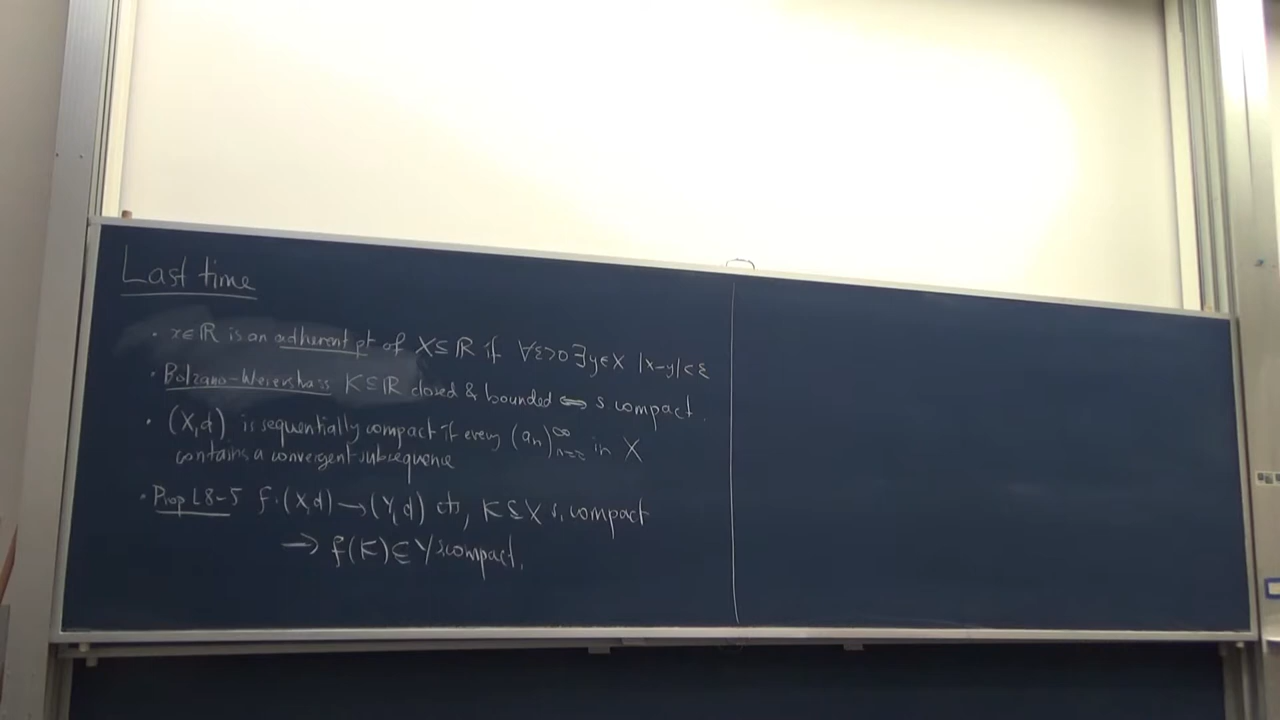 Last time
· x∈ℝ is an adherent pt of X⊆ℝ if ∀ε>0 ∃y∈X |x-y|<ε
· Bolzano-Weierstrass K⊆ℝ closed & bounded ⟺ s. compact.
· (X,d) is sequentially compact if every (aₙ)^∞_{n=0} in X
contains a convergent subsequence
· Prop L8-5 f: (X,d) → (Y,d) cts, K⊆X s. compact
⟹ f(K)⊆Y s. compact.